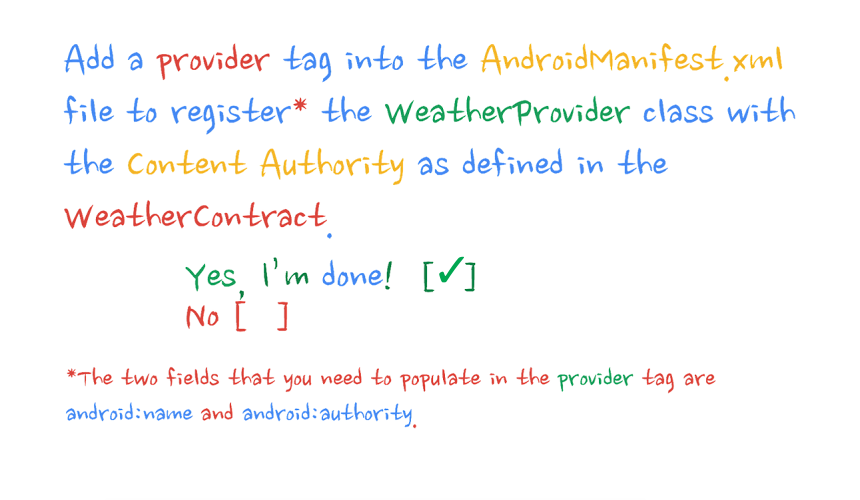 Add a provider tag into the AndroidManifest.xml
file to register* the WeatherProvider class with
the Content Authority as defined in the
WeatherContract.
Yes, I'm done! [✓]
No [ ]
*The two fields that you need to populate in the provider tag are
android:name and android:authority.